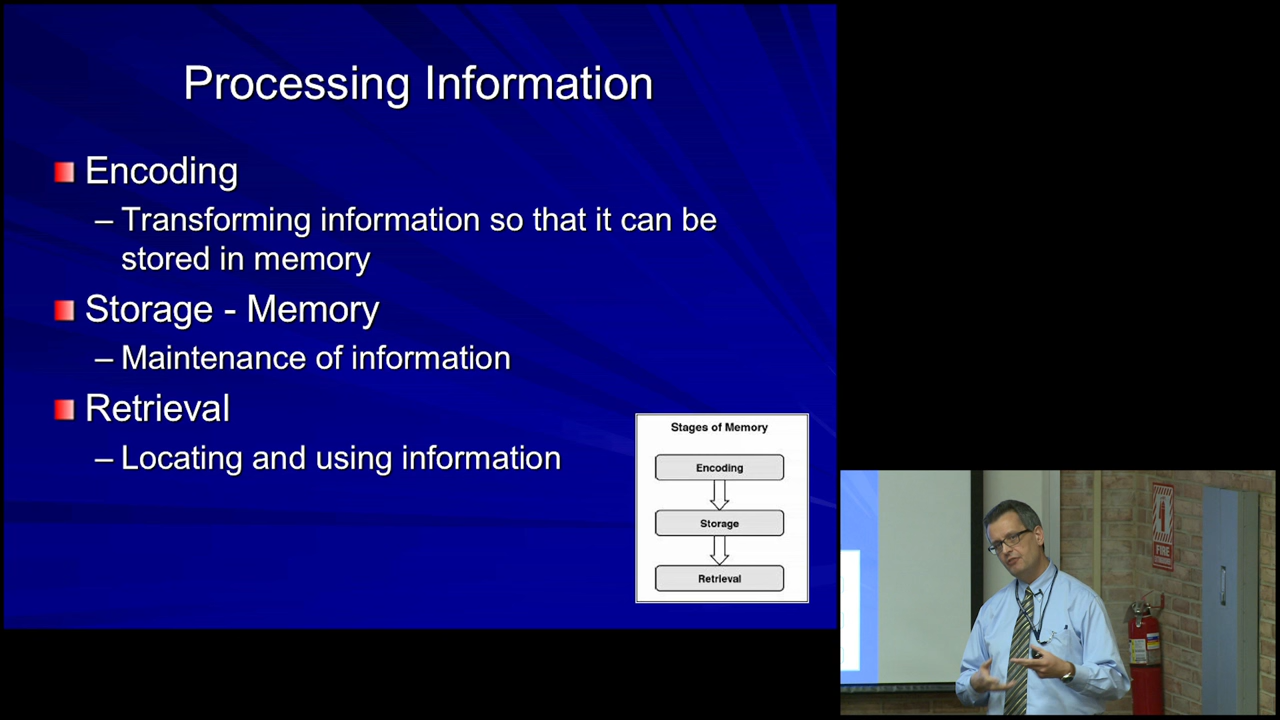 Processing Information
Encoding
– Transforming information so that it can be
stored in memory
Storage - Memory
– Maintenance of information
Retrieval
– Locating and using information
Stages of Memory
Encoding
Storage
Retrieval
FIRE